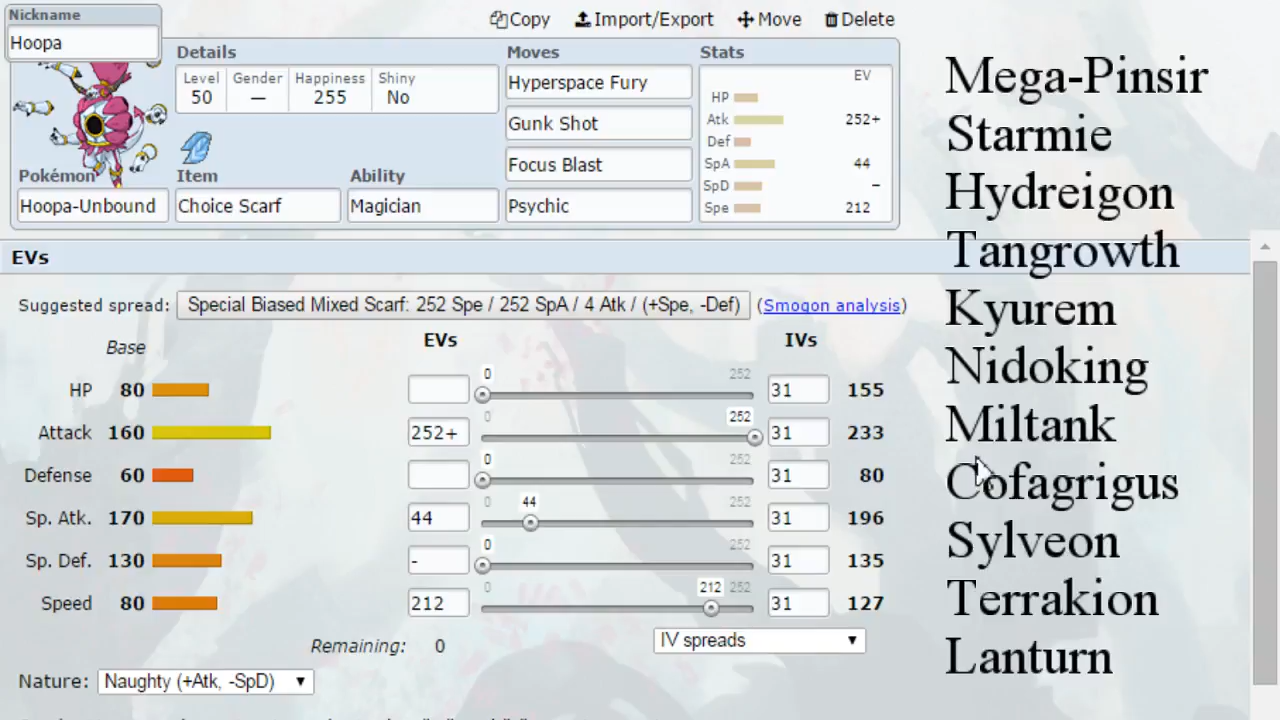 Nickname
Hoopa
Copy Import/Export Move Delete
Details
Level Gender Happiness Shiny
50 — 255 No
Pokémon Item Ability
Hoopa-Unbound Choice Scarf Magician
Moves
Hyperspace Fury
Gunk Shot
Focus Blast
Psychic
Stats
EV
HP
Atk 252+
Def
SpA 44
SpD –
Spe 212
EVs
Suggested spread: Special Biased Mixed Scarf: 252 Spe / 252 SpA / 4 Atk / (+Spe, -Def) (Smogon analysis)
Base EVs IVs
HP 80 0 252 31 155
Attack 160 252+ 0 252 31 233
Defense 60 0 252 31 80
Sp. Atk. 170 44 0 44 252 31 196
Sp. Def. 130 - 0 252 31 135
Speed 80 212 0 212 252 31 127
Remaining: 0 IV spreads
Nature: Naughty (+Atk, -SpD)
Mega-Pinsir
Starmie
Hydreigon
Tangrowth
Kyurem
Nidoking
Miltank
Cofagrigus
Sylveon
Terrakion
Lanturn